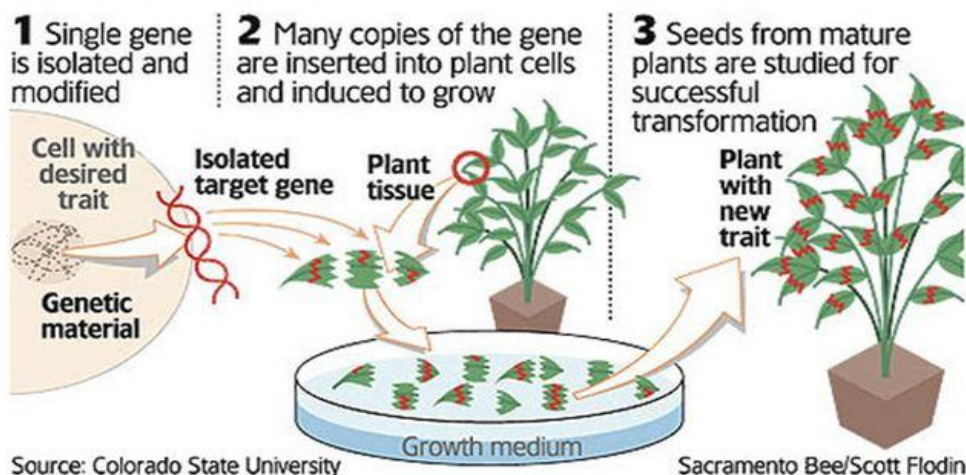 1 Single gene
is isolated and
modified
2 Many copies of the gene
are inserted into plant cells
and induced to grow
3 Seeds from mature
plants are studied for
successful
transformation
Cell with
desired
trait
Isolated
target gene
Plant
tissue
Plant
with
new
trait
Genetic
material
Growth medium
Source: Colorado State University
Sacramento Bee/Scott Flodin